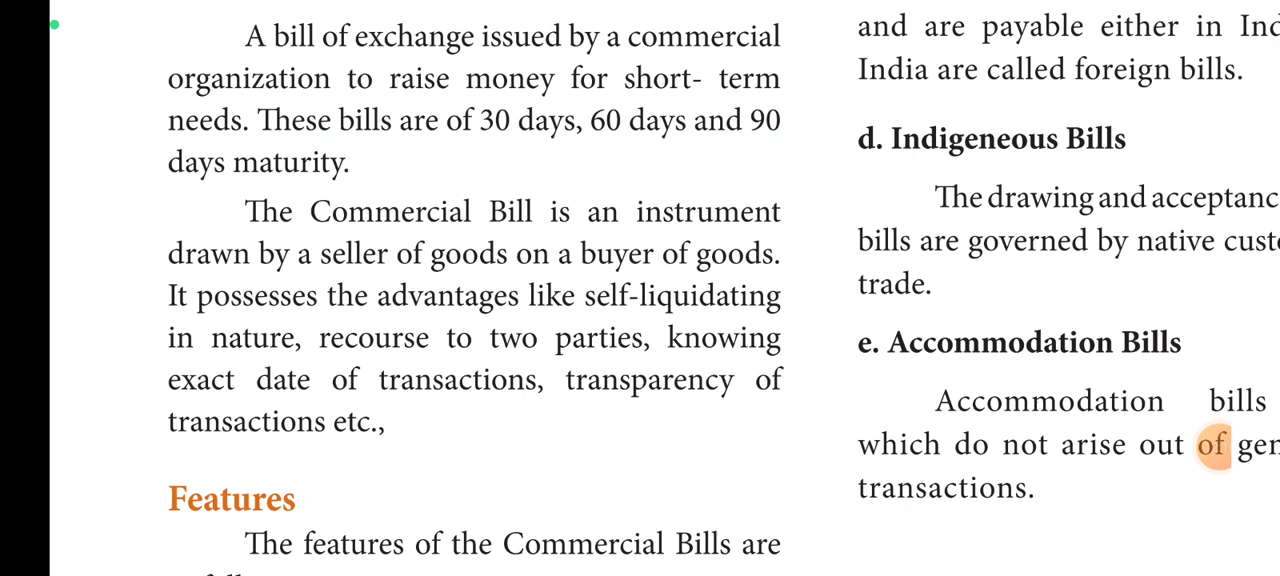 A bill of exchange issued by a commercial
organization to raise money for short- term
needs. These bills are of 30 days, 60 days and 90
days maturity.
The Commercial Bill is an instrument
drawn by a seller of goods on a buyer of goods.
It possesses the advantages like self-liquidating
in nature, recourse to two parties, knowing
exact date of transactions, transparency of
transactions etc.,
Features
The features of the Commercial Bills are
and are payable either in
India are called foreign bills.
d. Indigeneous Bills
The drawing and
bills are governed by native
trade.
e. Accommodation Bills
Accommodation bills
which do not arise out of
transactions.